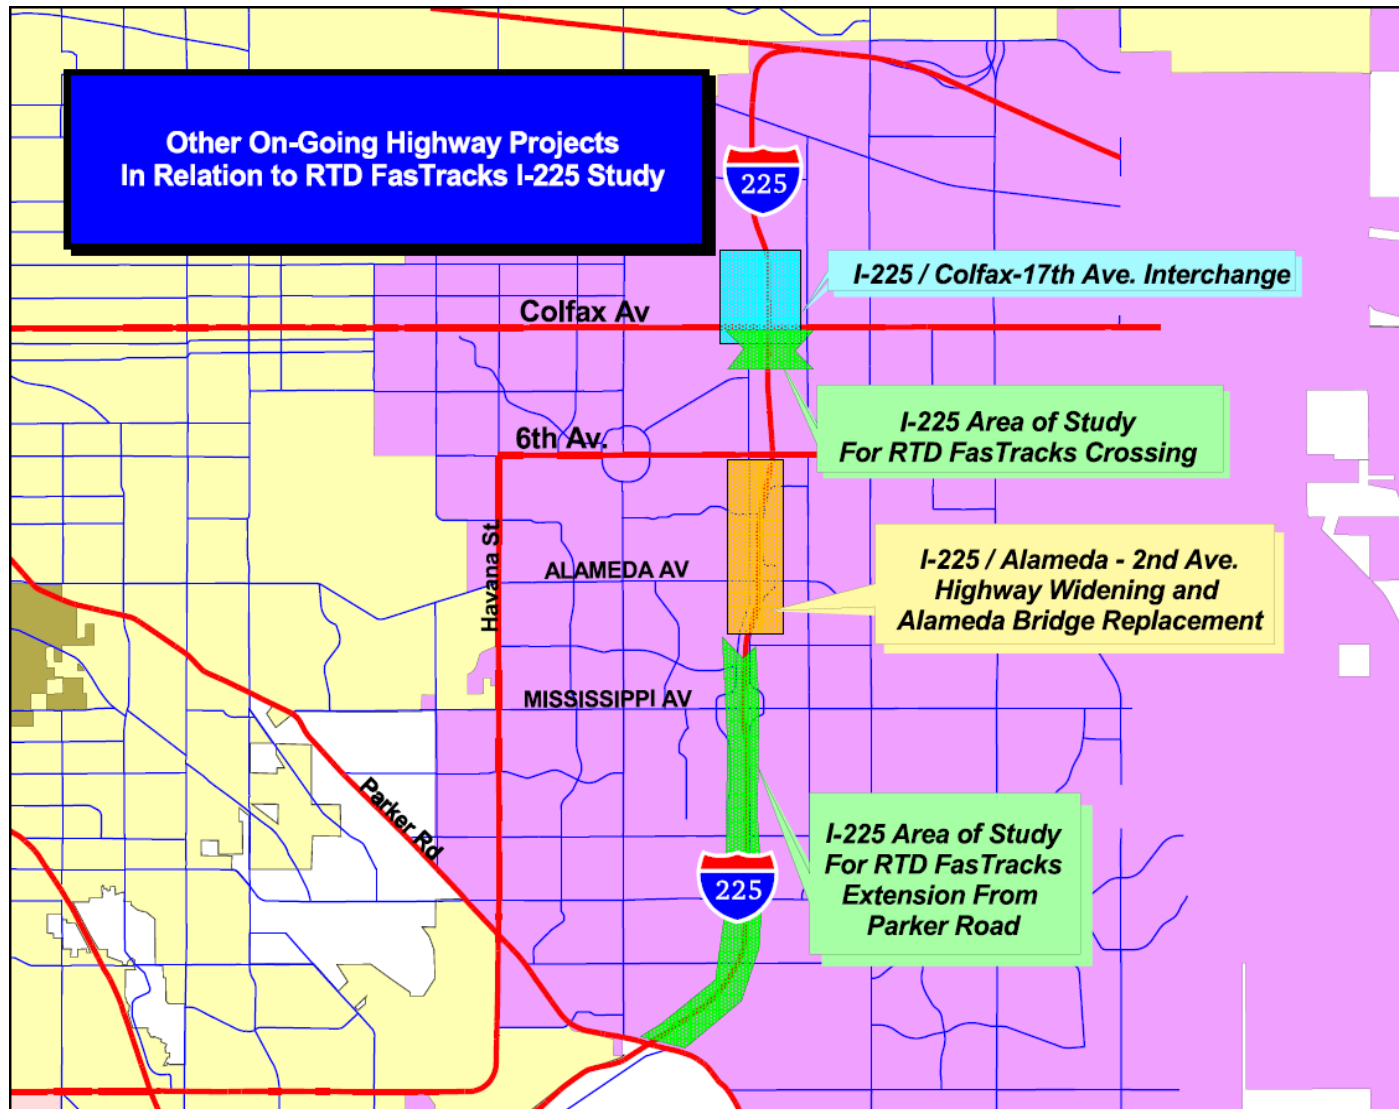 Other On-Going Highway Projects
In Relation to RTD FasTracks I-225 Study
225
I-225 / Colfax-17th Ave. Interchange
Colfax Av
I-225 Area of Study
For RTD FasTracks Crossing
6th Av.
Havana St.
ALAMEDA AV
I-225 / Alameda - 2nd Ave.
Highway Widening and
Alameda Bridge Replacement
MISSISSIPPI AV
Parker Rd
I-225 Area of Study
For RTD FasTracks
Extension From
Parker Road
225